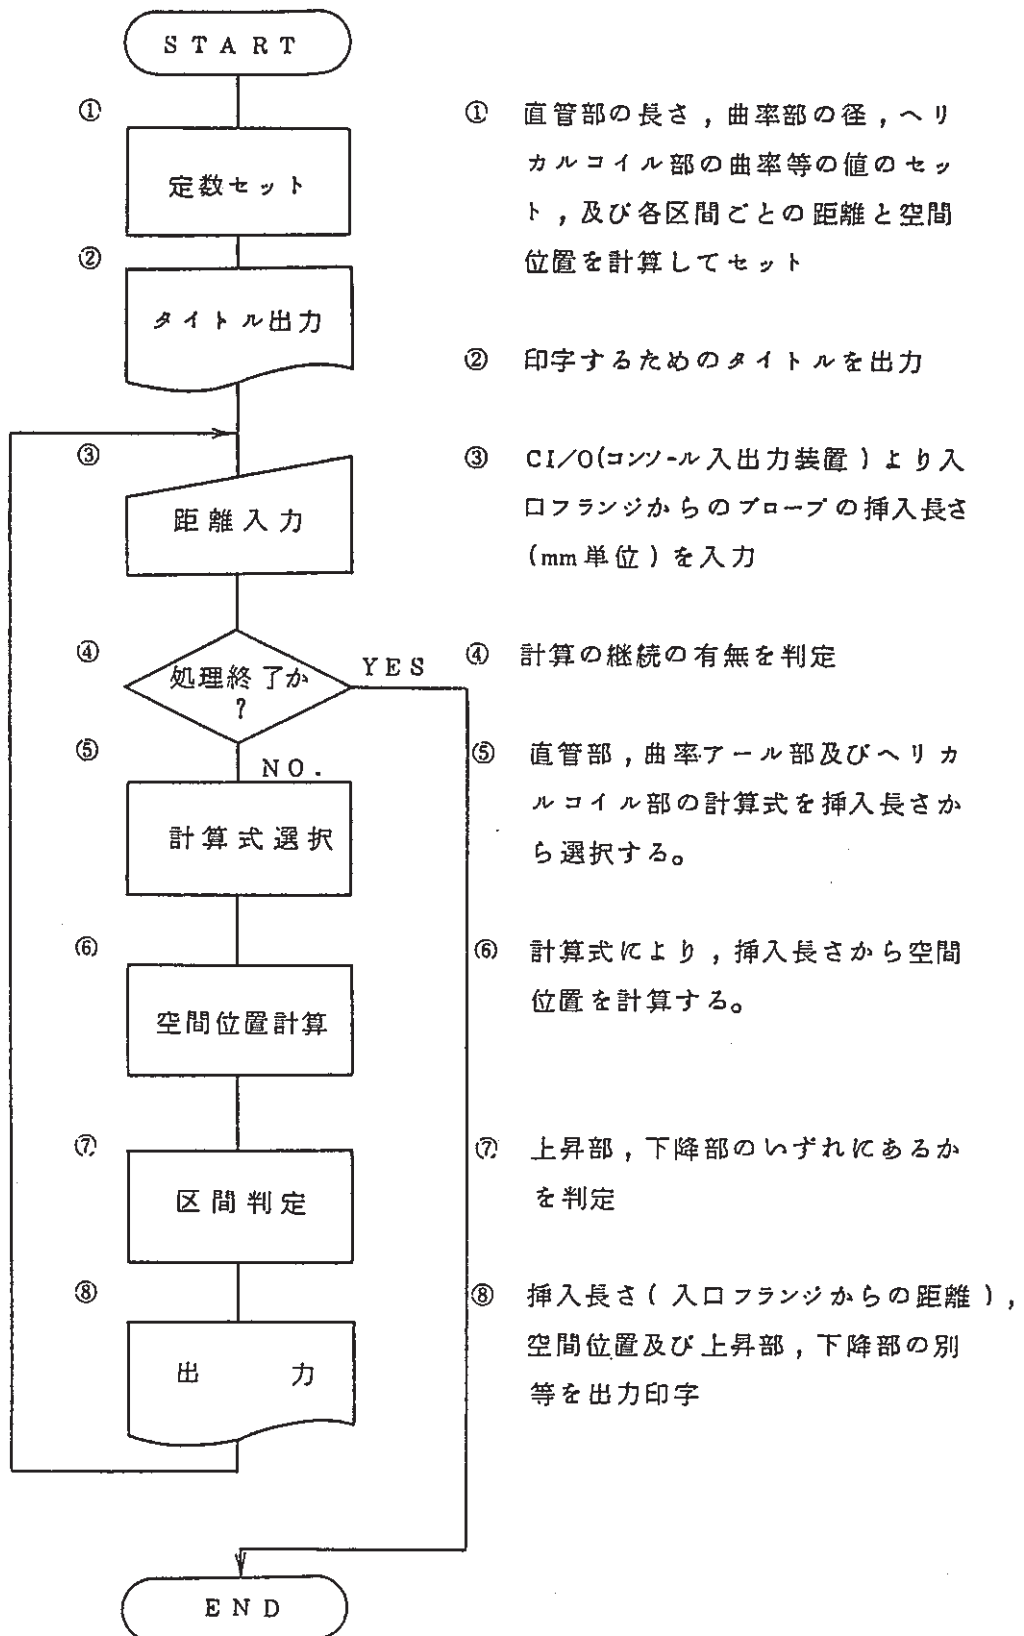 START
①
定数セット
① 直管部の長さ，曲率部の径，ヘリ
カルコイル部の曲率等の値のセッ
ト，及び各区間ごとの距離と空間
位置を計算してセット
②
タイトル出力
② 印字するためのタイトルを出力
③
距離入力
③ CI/O(コンソール入出力装置）より入
口フランジからのプローブの挿入長さ
(mm単位）を入力
④
処理終了か
?
YES
NO.
④ 計算の継続の有無を判定
⑤
計算式選択
⑤ 直管部，曲率アール部及びヘリカ
ルコイル部の計算式を挿入長さか
ら選択する。
⑥
空間位置計算
⑥ 計算式により，挿入長さから空間
位置を計算する。
⑦
区間判定
⑦ 上昇部，下降部のいずれにあるか
を判定
⑧
出力
⑧ 挿入長さ（入口フランジからの距離），
空間位置及び上昇部，下降部の別
等を出力印字
END